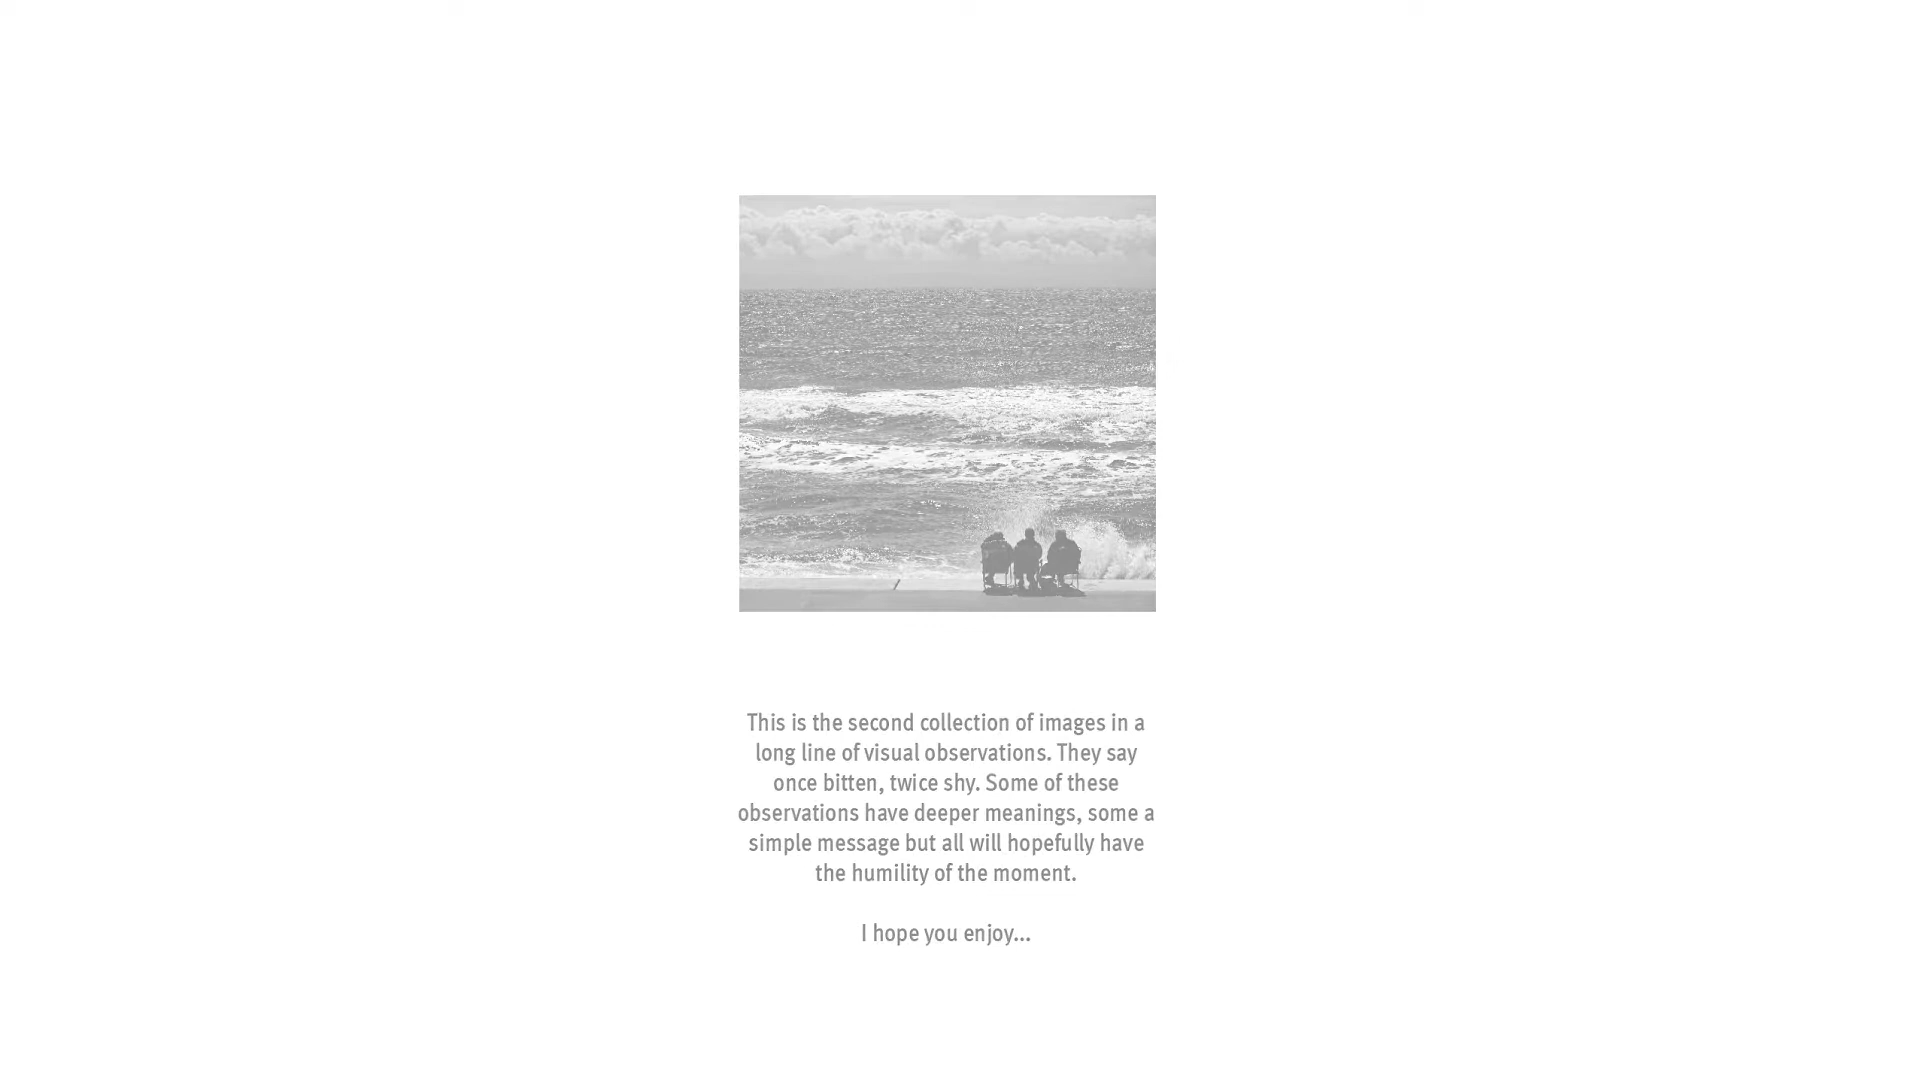 This is the second collection of images in a
long line of visual observations. They say
once bitten, twice shy. Some of these
observations have deeper meanings, some a
simple message but all will hopefully have
the humility of the moment.
I hope you enjoy...